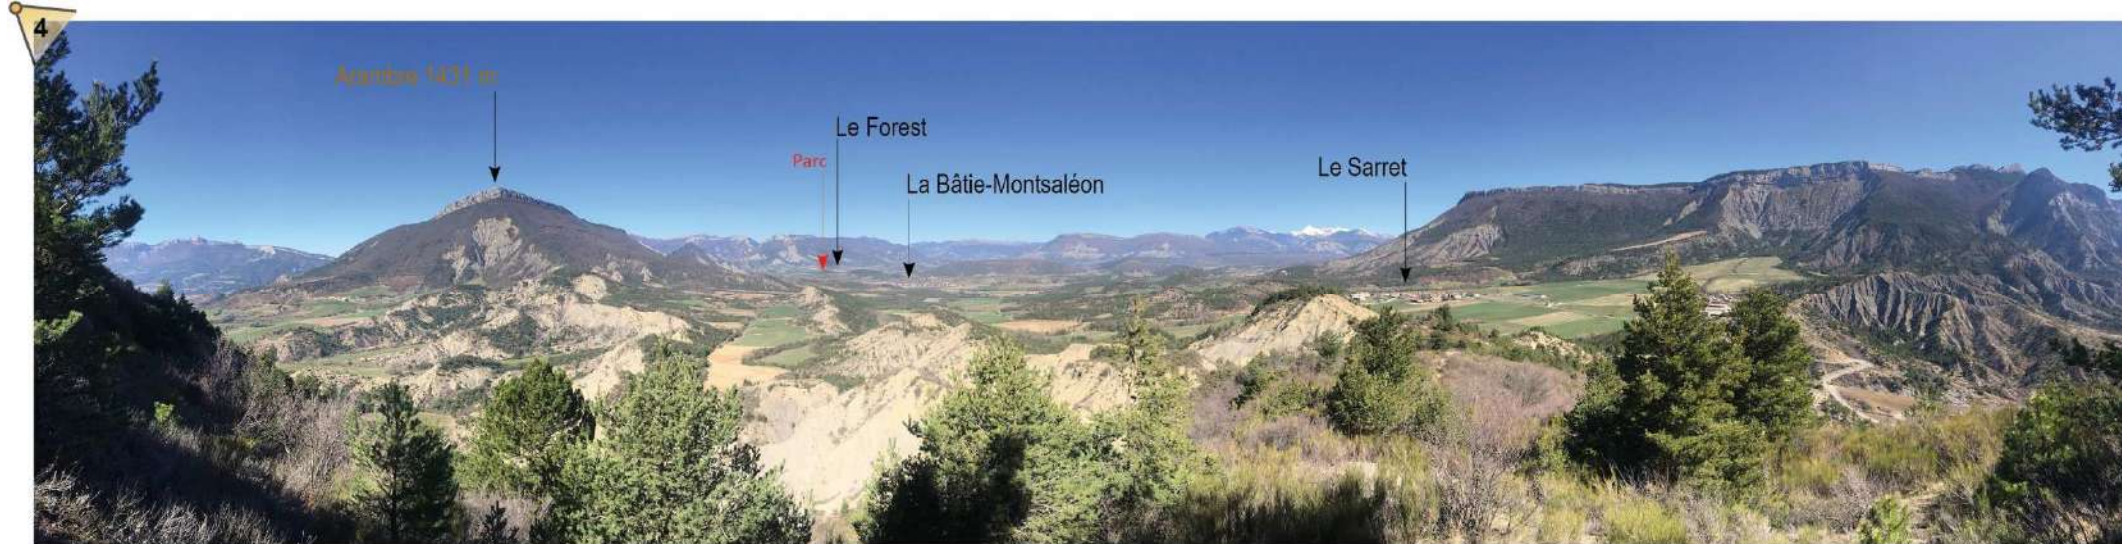 4
Arambre 1431 m
Le Forest
Parc
La Bâtie-Montsaléon
Le Sarret